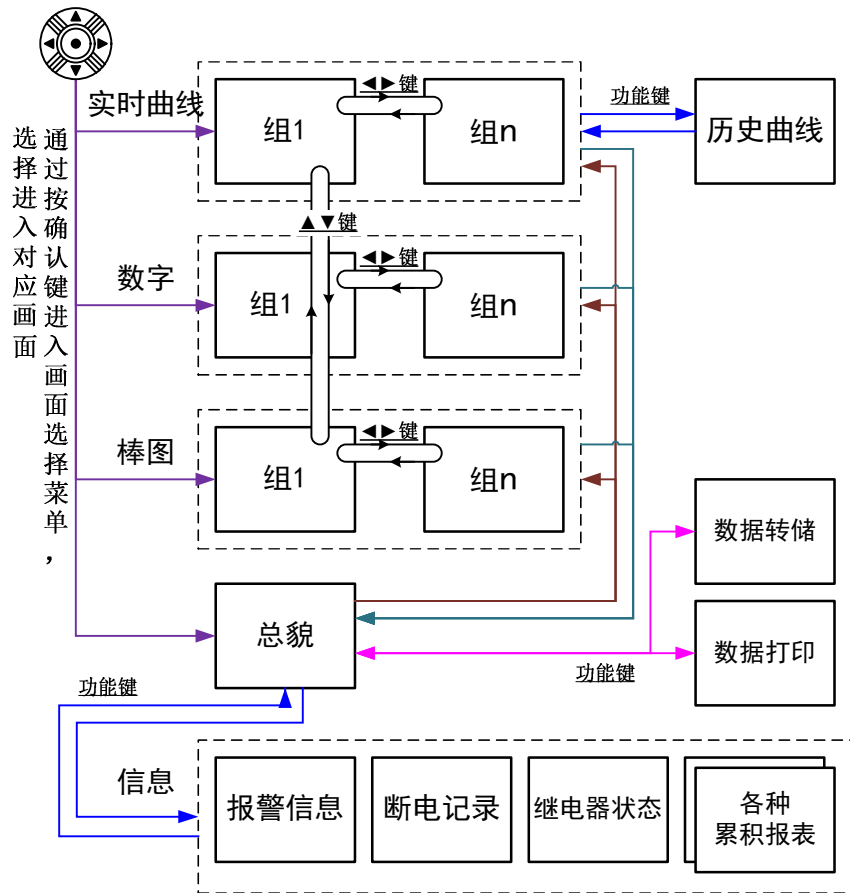 通过按确认键进入画面选择菜单，
选择进入对应画面
实时曲线
组1
◀▶键
组n
功能键
历史曲线
▲▼键
数字
组1
◀▶键
组n
棒图
组1
◀▶键
组n
数据转储
总貌
功能键
数据打印
功能键
信息
报警信息
断电记录
继电器状态
各种
累积报表